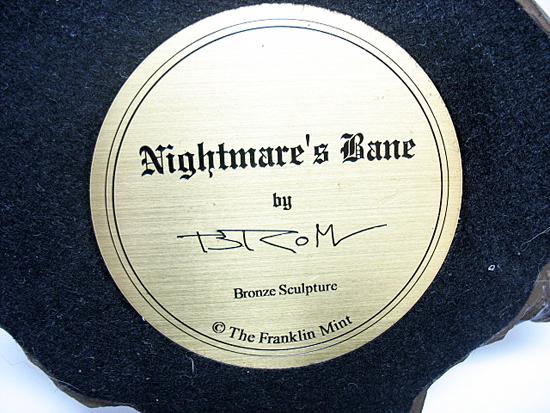 Nightmare's Bane
by
BROM
Bronze Sculpture
© The Franklin Mint